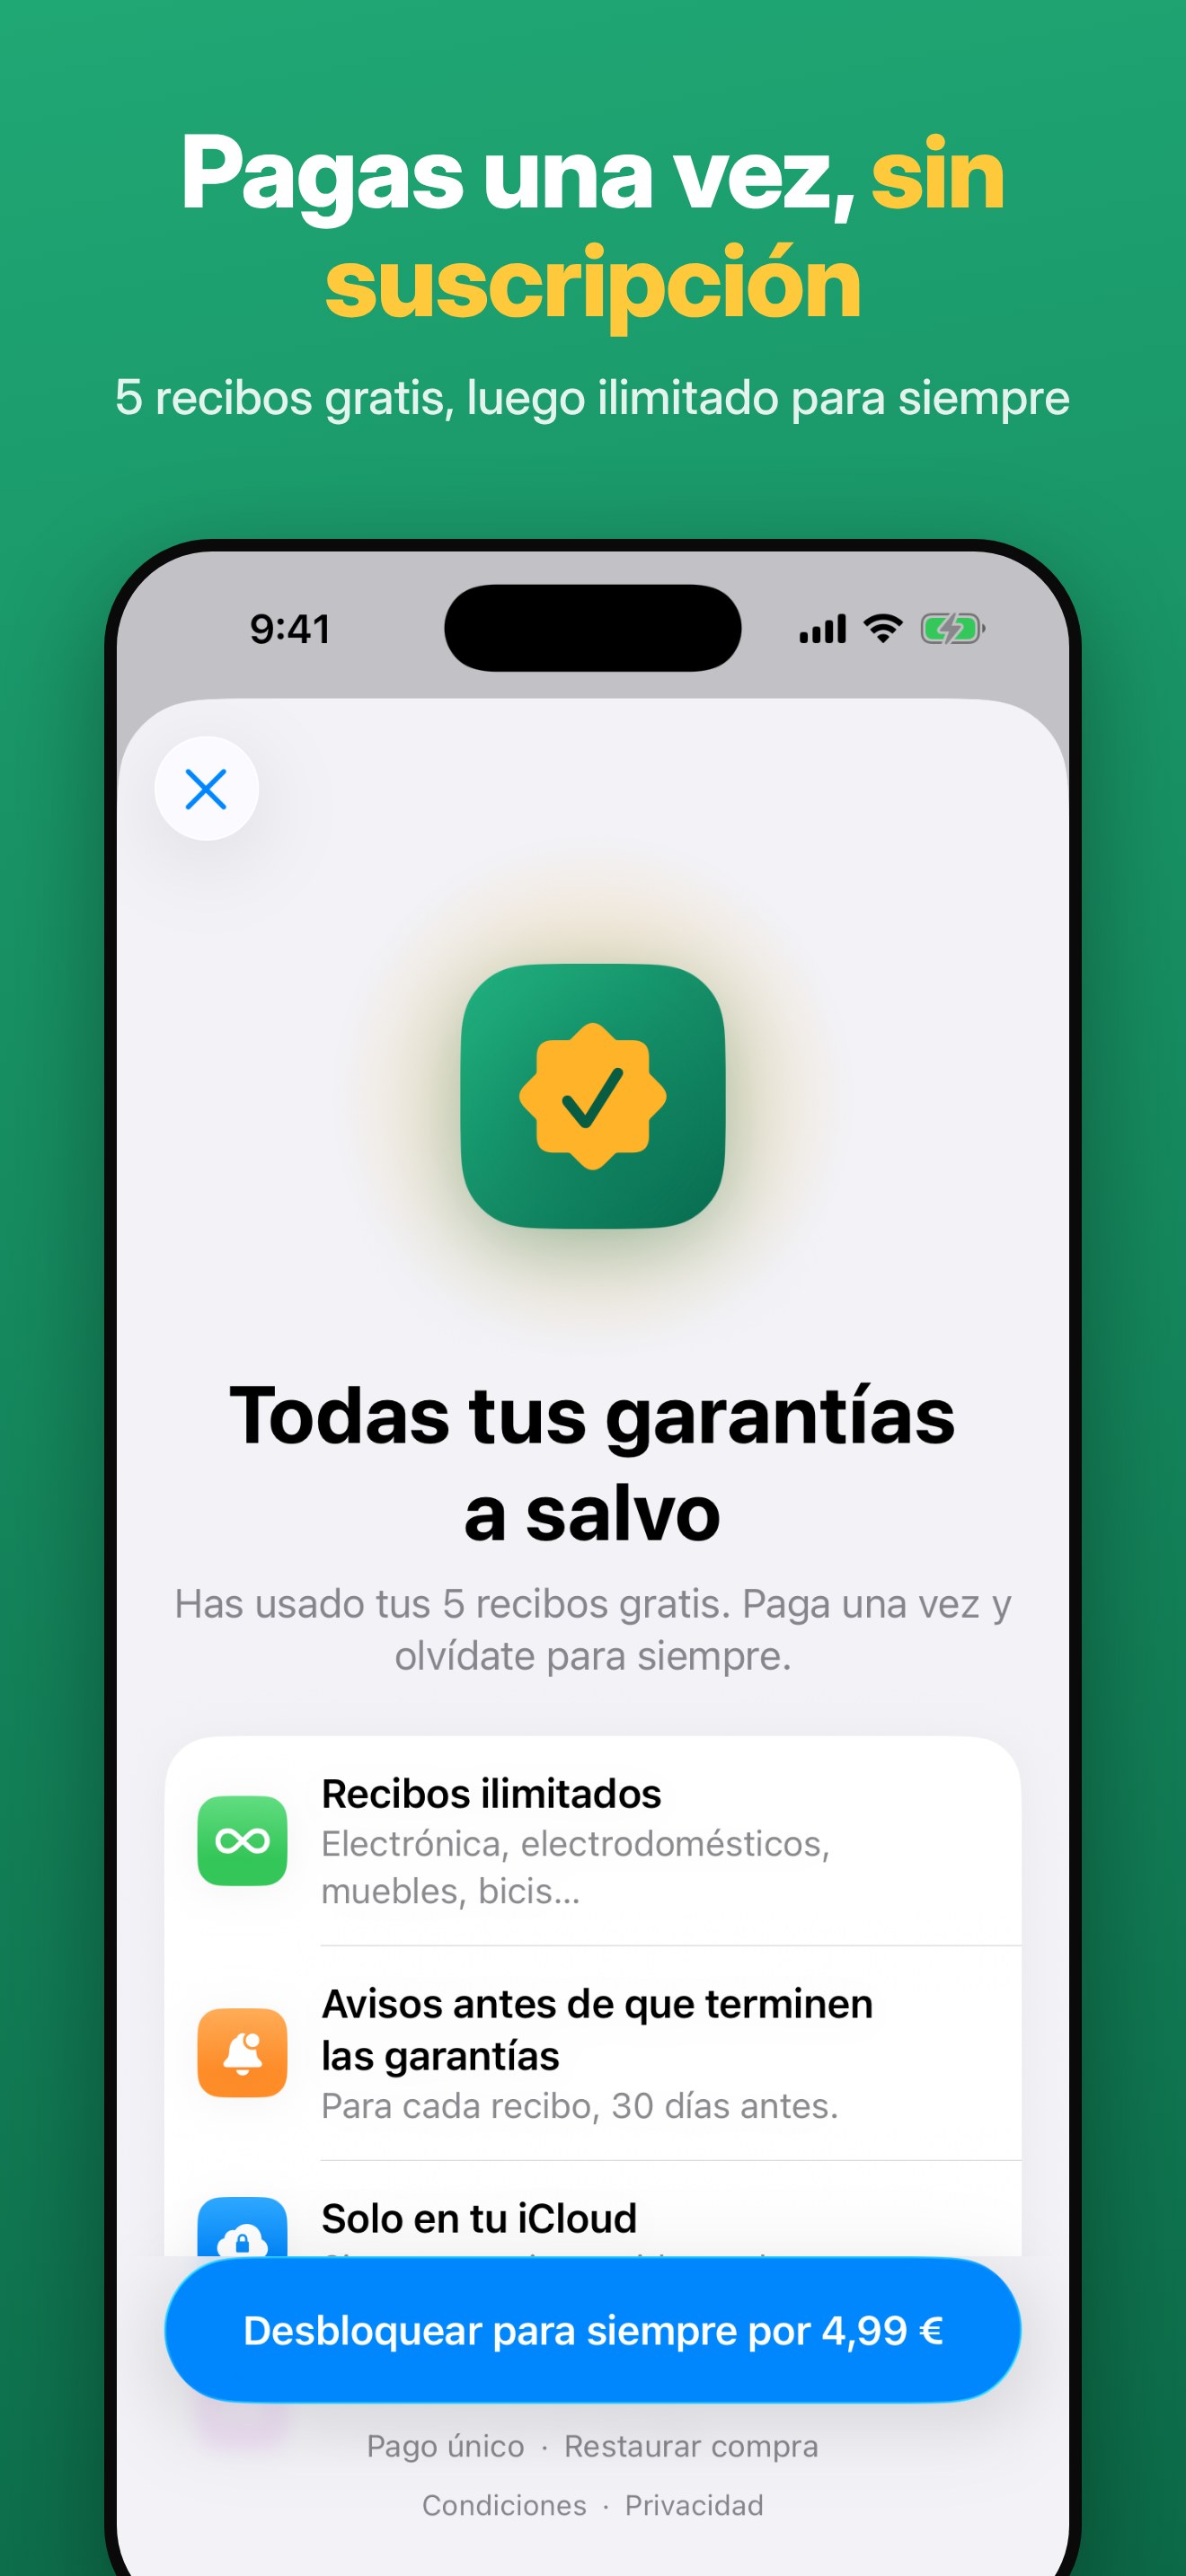 Pagas una vez, sin
suscripción
5 recibos gratis, luego ilimitado para siempre
9:41
Todas tus garantías
a salvo
Has usado tus 5 recibos gratis. Paga una vez y
olvídate para siempre.
Recibos ilimitados
Electrónica, electrodomésticos,
muebles, bicis...
Avisos antes de que terminen
las garantías
Para cada recibo, 30 días antes.
Solo en tu iCloud
Desbloquear para siempre por 4,99 €
Pago único · Restaurar compra
Condiciones · Privacidad